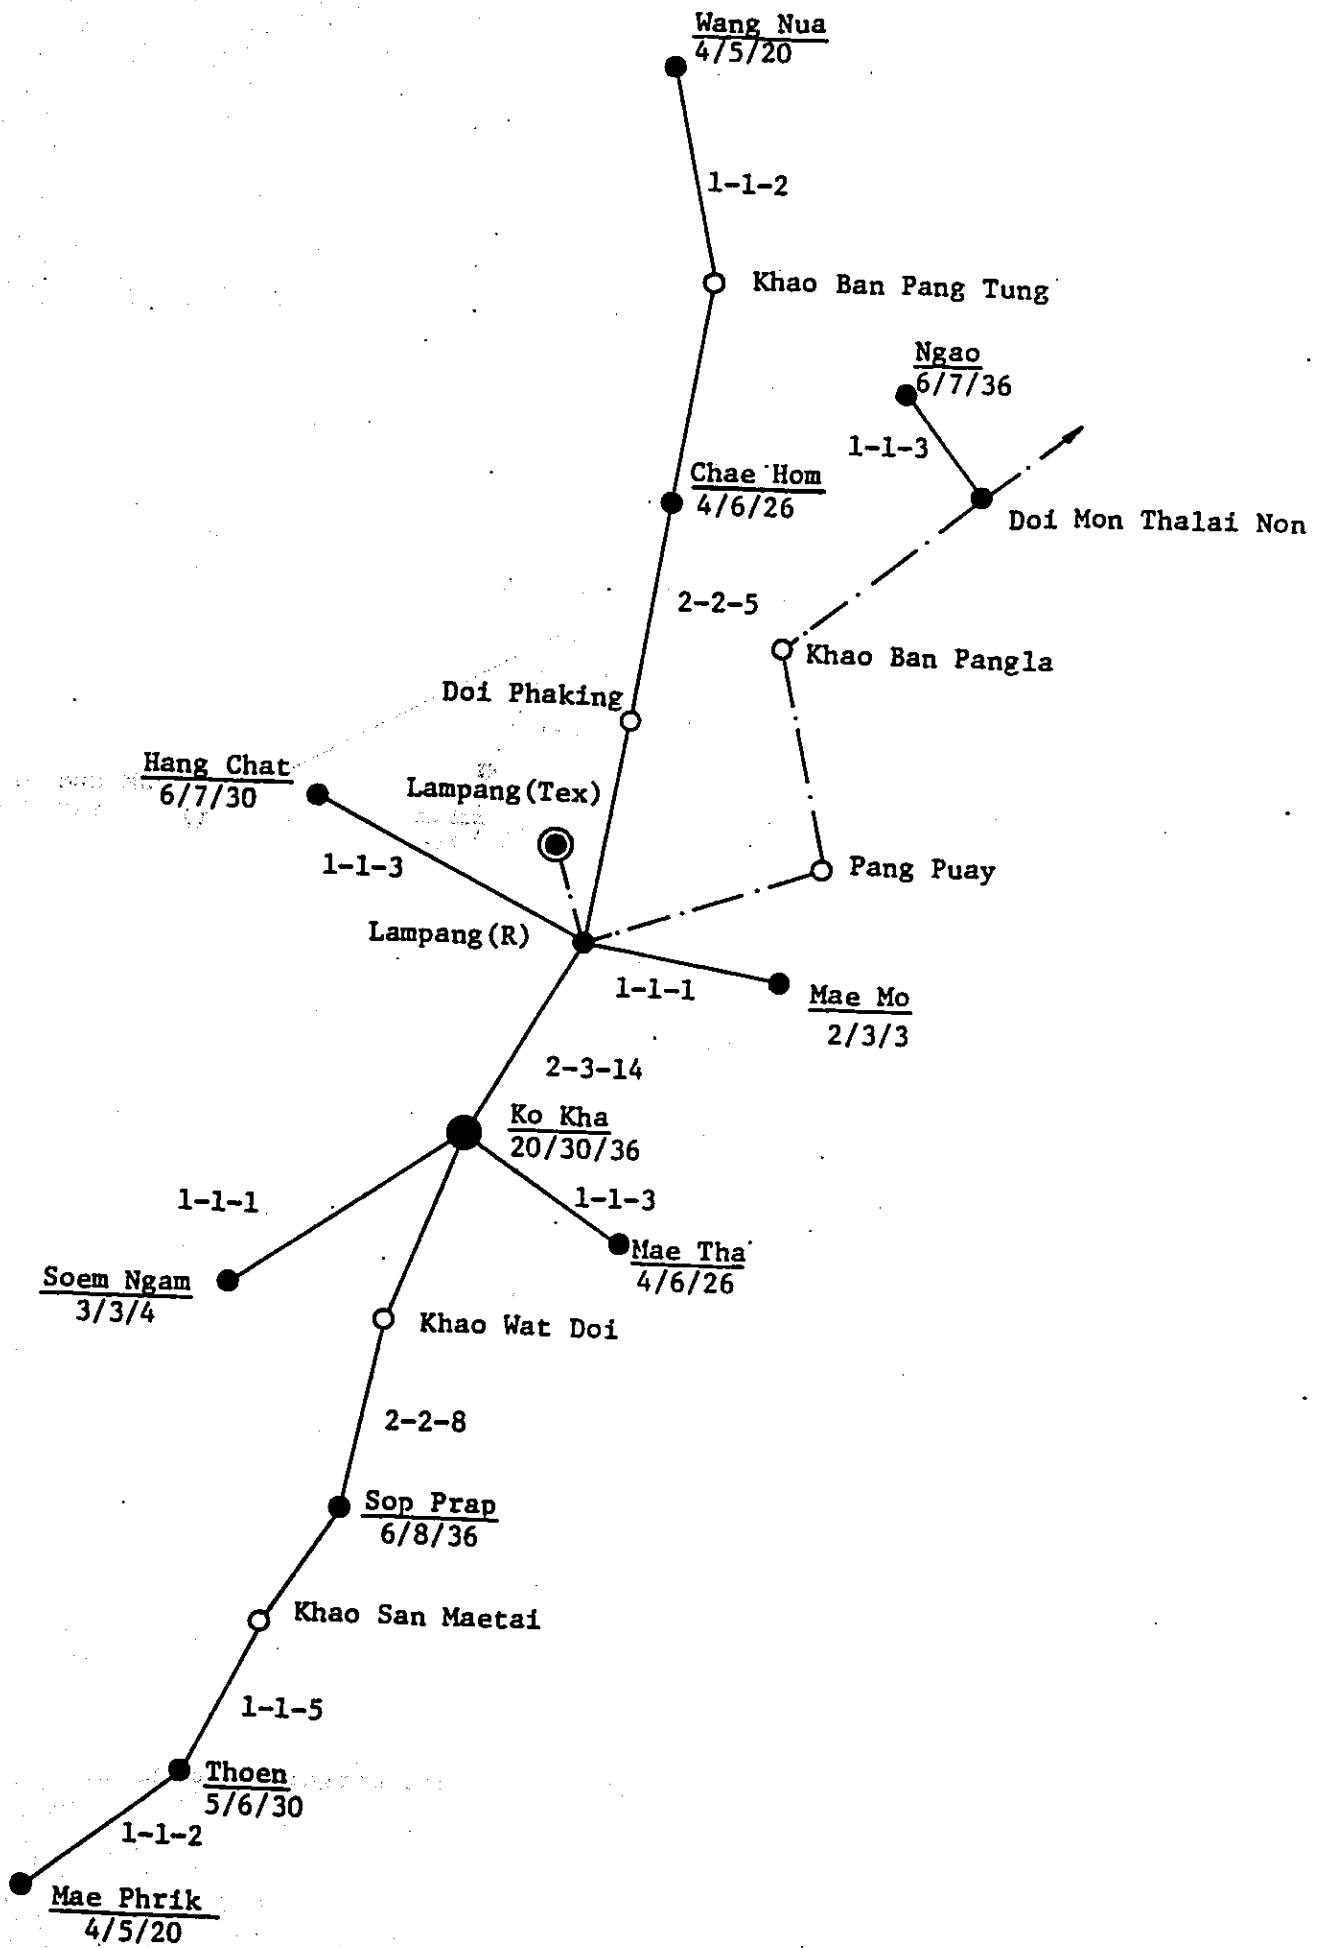 Wang Nua
4/5/20
1-1-2
Khao Ban Pang Tung
Ngao
6/7/36
1-1-3
Chae Hom
4/6/26
Doi Mon Thalai Non
2-2-5
Khao Ban Pangla
Doi Phaking
Hang Chat
6/7/30
Lampang(Tex)
1-1-3
Pang Puay
Lampang(R)
1-1-1
Mae Mo
2/3/3
2-3-14
Ko Kha
20/30/36
1-1-1
1-1-3
Mae Tha
4/6/26
Soem Ngam
3/3/4
Khao Wat Doi
2-2-8
Sop Prap
6/8/36
Khao San Maetai
1-1-5
Thoen
5/6/30
1-1-2
Mae Phrik
4/5/20